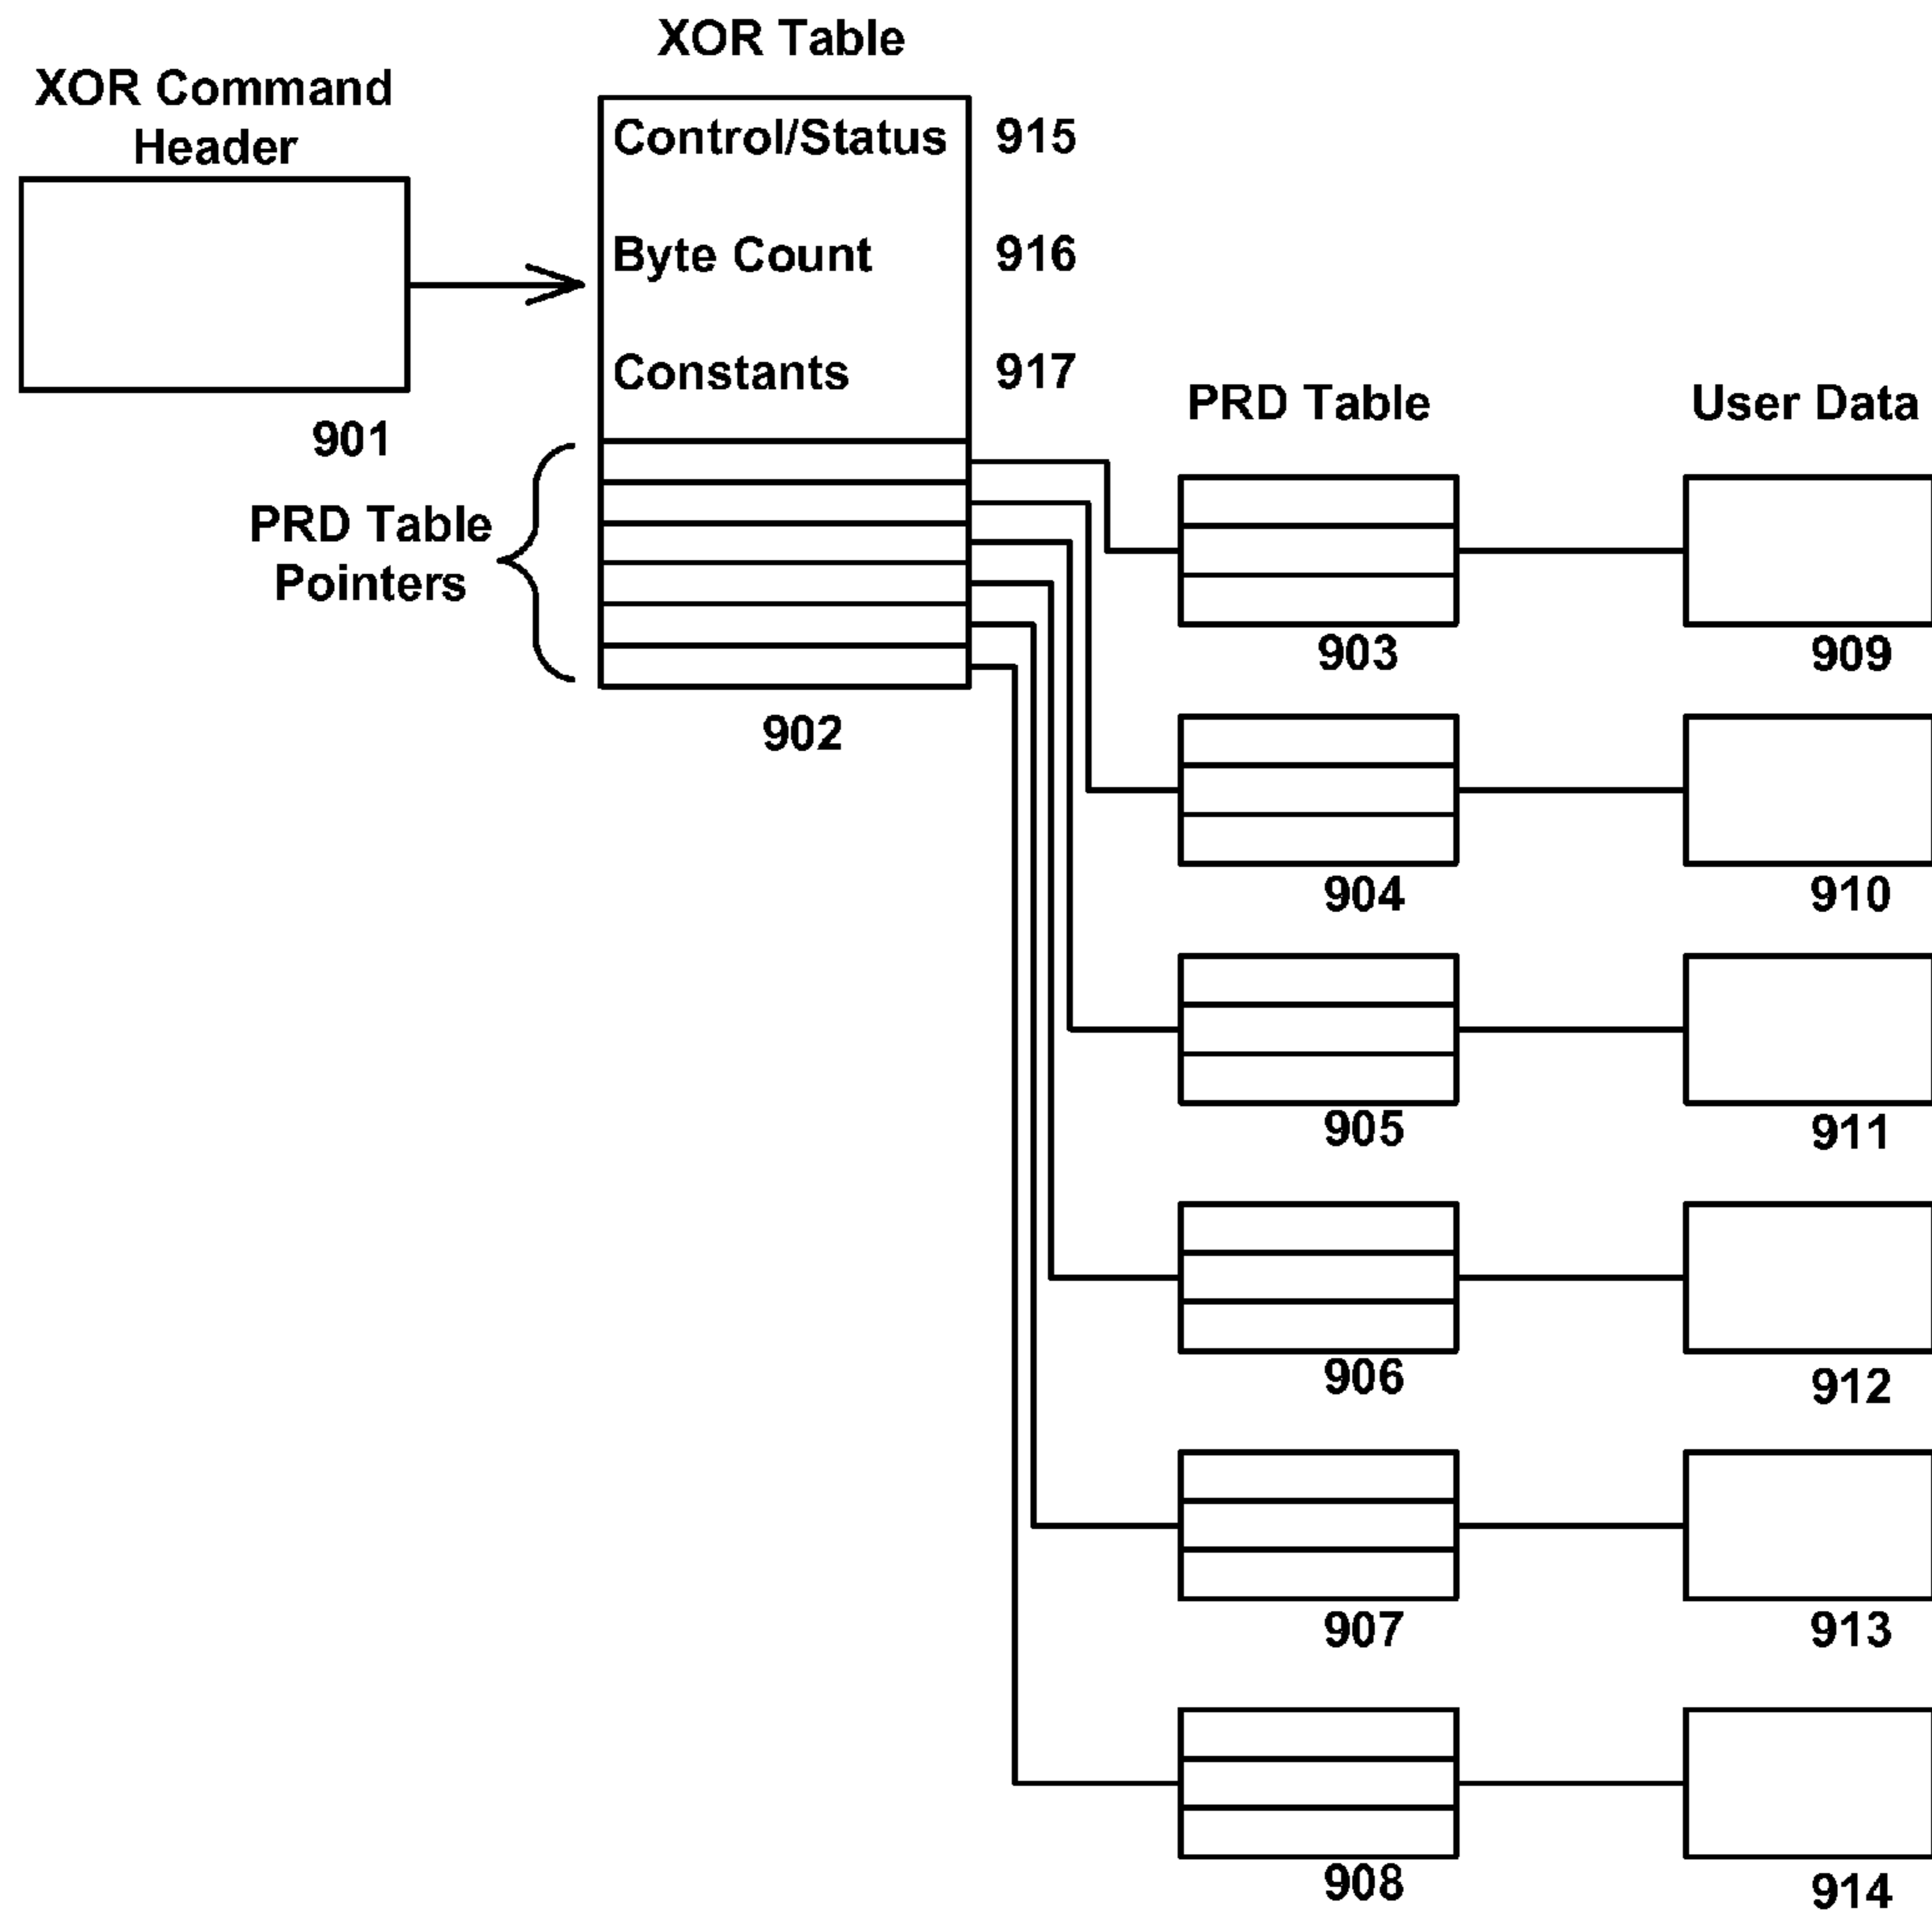 XOR Table
XOR Command
Header
Control/Status 915
Byte Count 916
Constants 917
901
PRD Table
Pointers
902
PRD Table
User Data
903
909
904
910
905
911
906
912
907
913
908
914